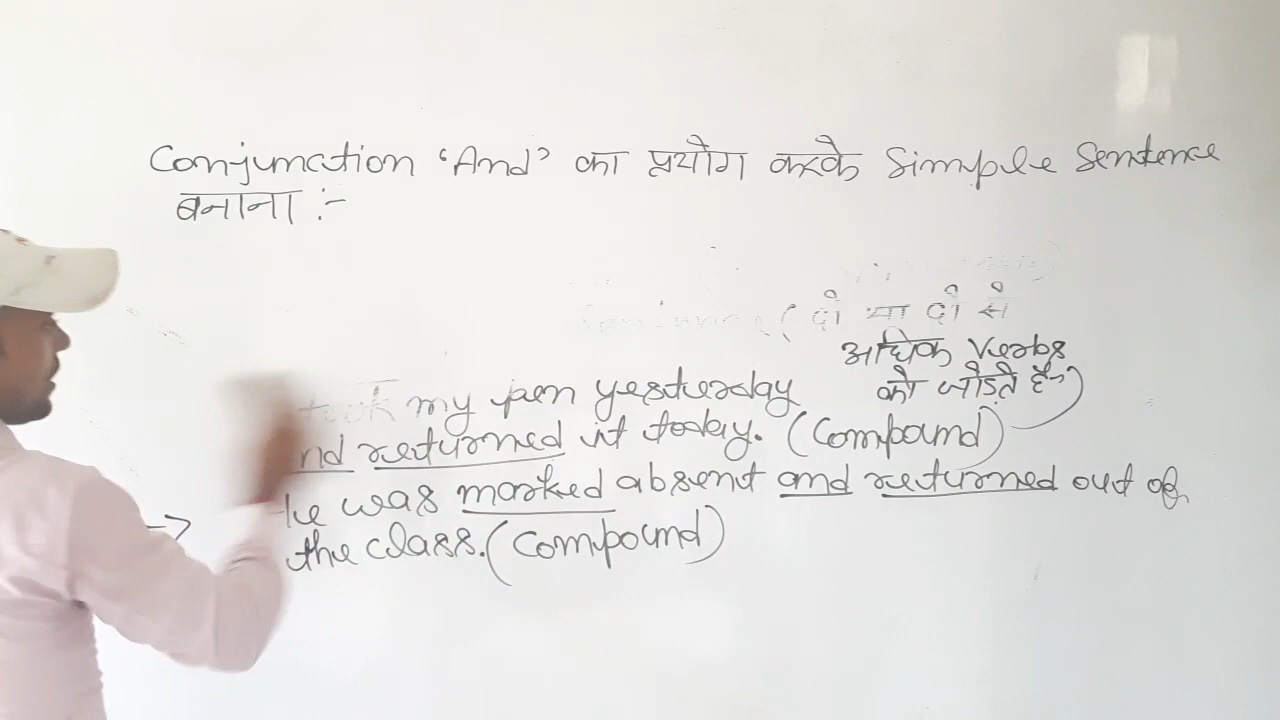 Conjunction 'And' का प्रयोग करके Simple Sentence
बनाना :-
(दो या दो से
अधिक Verbs
को जोड़ते हैं)
took my pen yesterday
and returned it today. (Compound)
He was marked absent and returned out of
the class. (Compound)